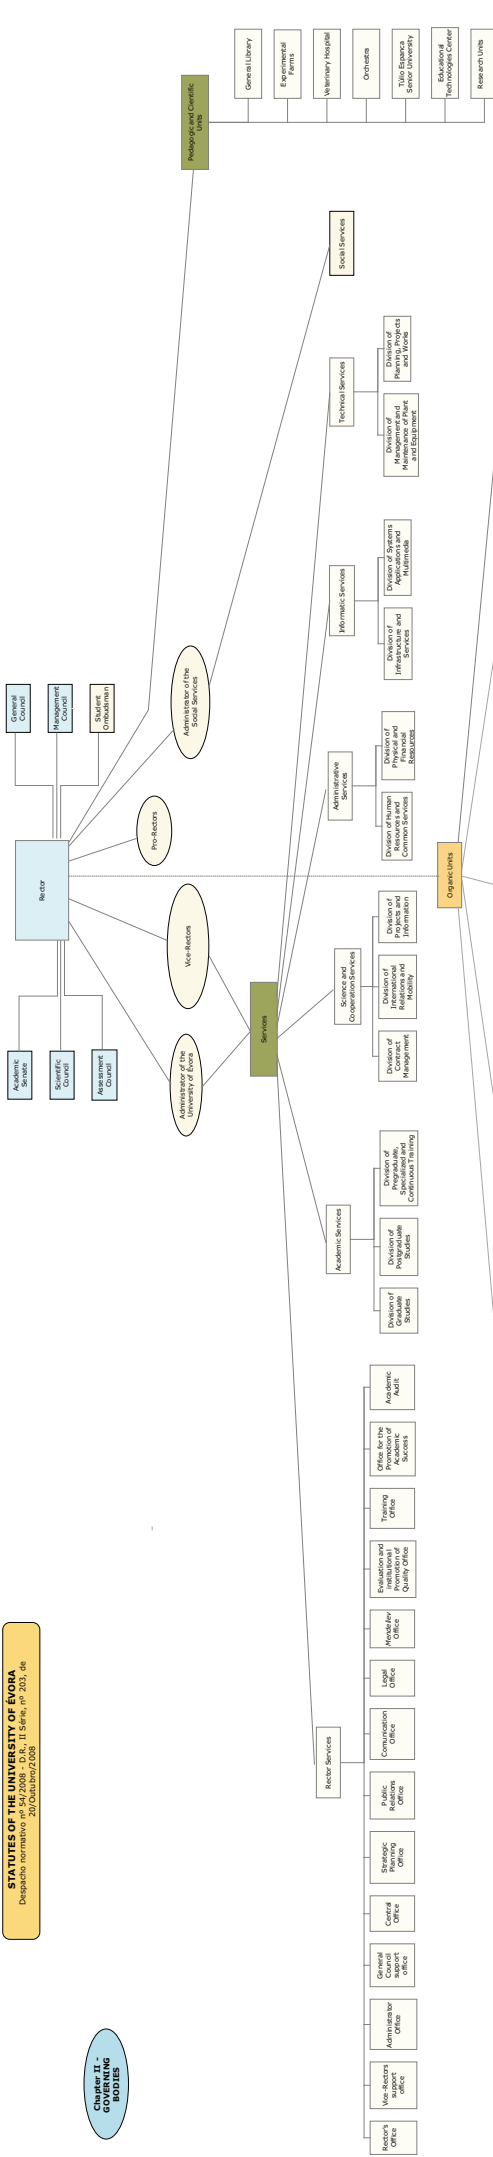 STATUTES OF THE UNIVERSITY OF ÉVORA
Despacho normativo nº 54/2008 - D.R., II Série, nº 203, de
20/Outubro/2008
Chapter II -
GOVERNING
BODIES
Academic
Senate
Scientific
Council
Assessment
Council
Rector
General
Council
Management
Council
Student
Ombudsman
Administrator of the
University of Évora
Vice-Rectors
Pro-Rectors
Administrator of the
Social Services
Pedagogic and Cientific
Units
General Library
Experimental
Farms
Veterinary Hospital
Orchestra
Túlio Espanca
Senior University
Educational
Technologies Center
Research Units
Services
Rector Services
Academic Services
Science and
Cooperation Services
Administrative
Services
Informatic Services
Technical Services
Social Services
Rector's
Office
Vice-Rectors
support
office
Administrator
Office
General
Council
support
office
Central
Office
Strategic
Planning
Office
Public
Relations
Office
Comunication
Office
Legal
Office
Mendeliev
Office
Evaluation and
institutional
Promotion of
Quality Office
Training
Office
Office for the
Promotion of
Academic
Success
Academic
Audit
Division of
Graduate
Studies
Division of
Postgraduate
Studies
Division of
Pregraduate,
Specialized and
Continuous Training
Division of
Contract
Management
Division of
International
Relations and
Mobility
Division of
Projects and
Information
Division of Human
Resources and
Common Services
Division of
Physical and
Financial
Resources
Division of
Infrastructure and
Services
Division of Systems
Applications and
Multimedia
Division of
Management and
Maintenance of Plant
and Equipment
Division of
Planning, Projects
and Works
Organic Units